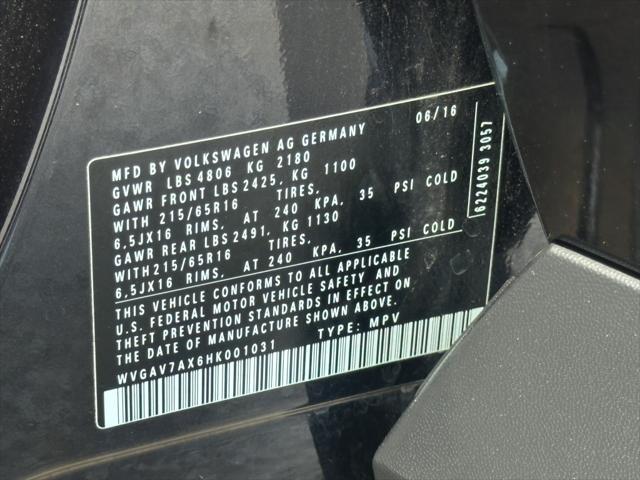 MFD BY VOLKSWAGEN AG GERMANY 06/16
GVWR LBS 4806 KG 2180
GAWR FRONT LBS 2425, KG 1100
WITH 215/65R16 TIRES,
6,5JX16 RIMS, AT 240 KPA, 35 PSI COLD
GAWR REAR LBS 2491, KG 1130
WITH 215/65R16 TIRES,
6,5JX16 RIMS, AT 240 KPA, 35 PSI COLD
THIS VEHICLE CONFORMS TO ALL APPLICABLE
U.S. FEDERAL MOTOR VEHICLE SAFETY AND
THEFT PREVENTION STANDARDS IN EFFECT ON
THE DATE OF MANUFACTURE SHOWN ABOVE.
WVGAV7AX6HK001031 TYPE: MPV
6224039 3057